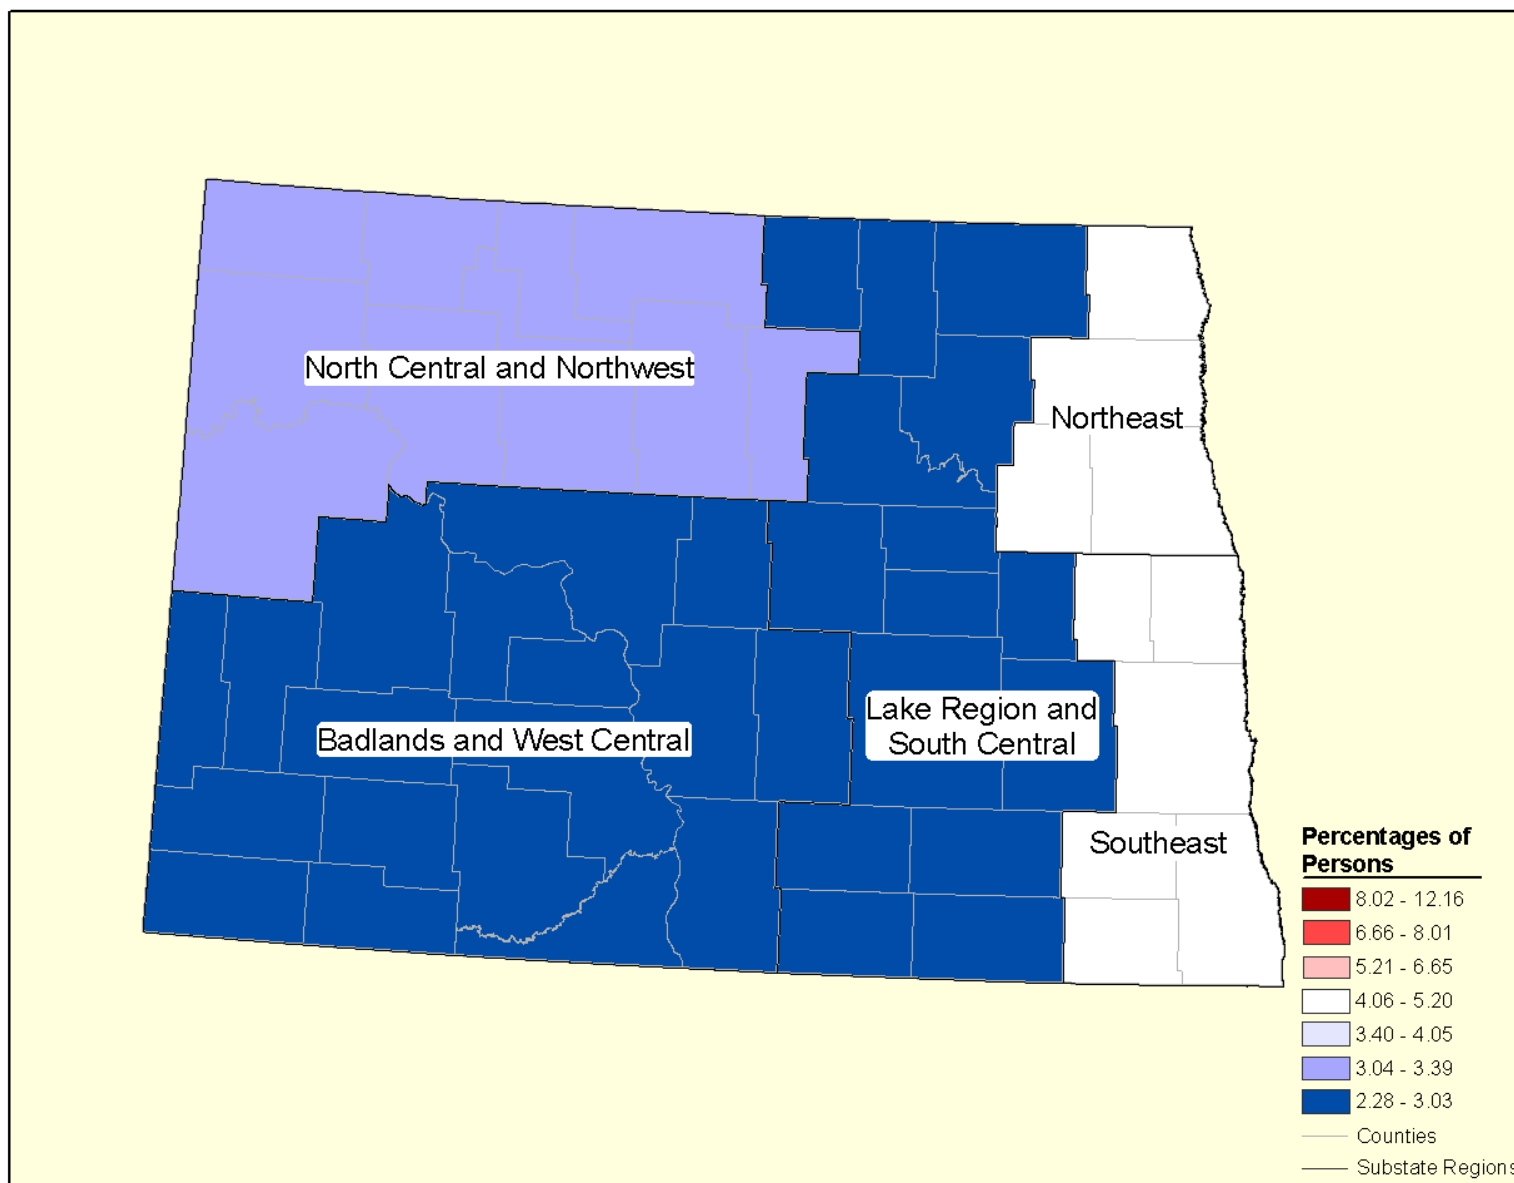 North Central and Northwest
Northeast
Badlands and West Central
Lake Region and
South Central
Southeast
Percentages of
Persons
8.02 - 12.16
6.66 - 8.01
5.21 - 6.65
4.06 - 5.20
3.40 - 4.05
3.04 - 3.39
2.28 - 3.03
Counties
Substate Regions